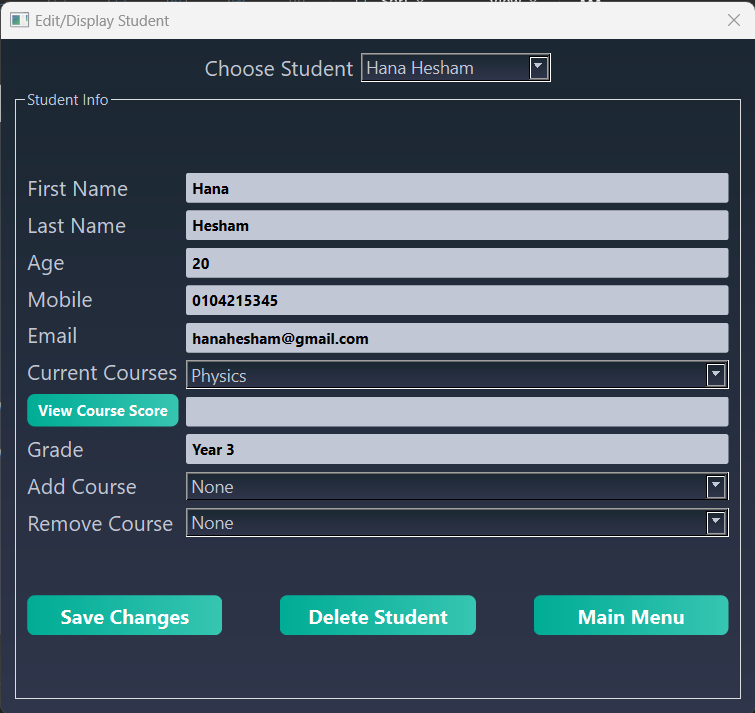 Edit/Display Student
Choose Student Hana Hesham
Student Info
First Name Hana
Last Name Hesham
Age 20
Mobile 0104215345
Email hanahesham@gmail.com
Current Courses Physics
View Course Score
Grade Year 3
Add Course None
Remove Course None
Save Changes Delete Student Main Menu